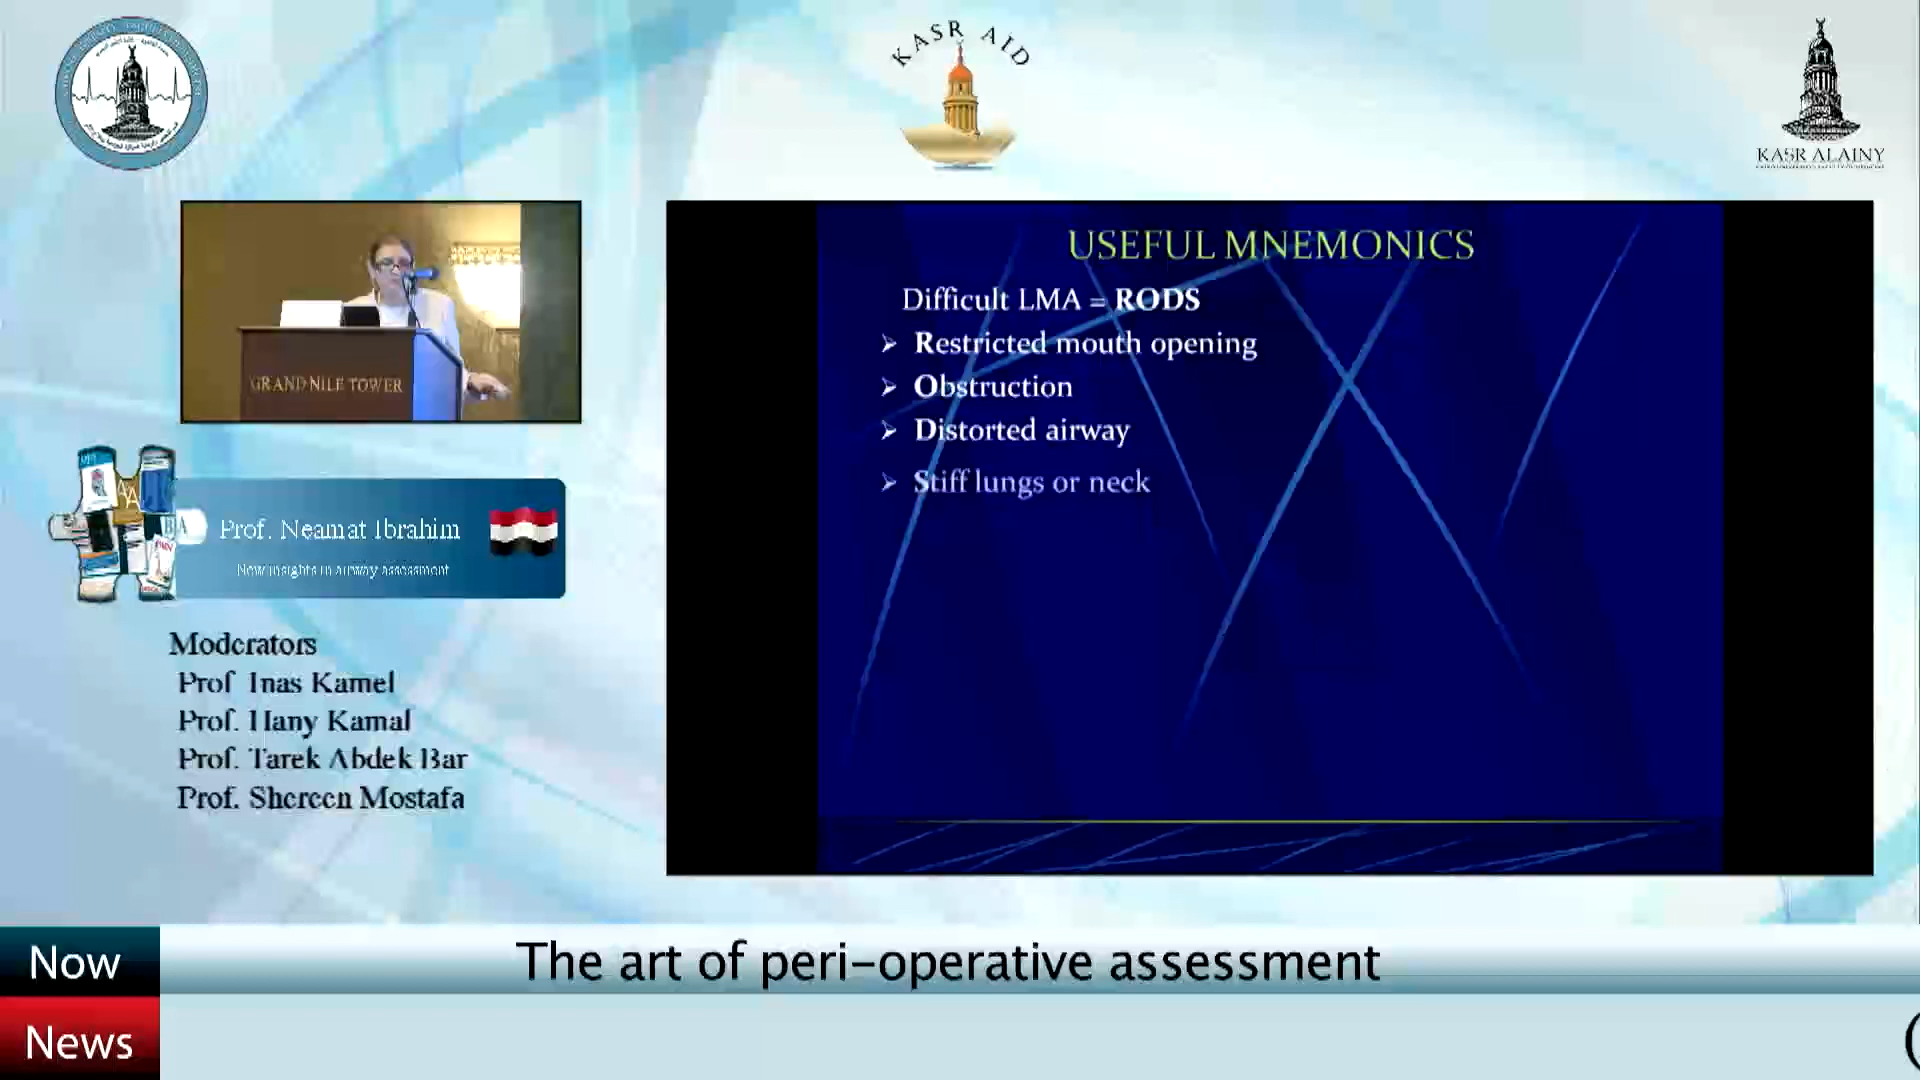 KASR AID
KASR ALAINY
USEFUL MNEMONICS
Difficult LMA = RODS
Restricted mouth opening
Obstruction
Distorted airway
Stiff lungs or neck
GRAND NILE TOWER
Prof. Neamat Ibrahim
New insights in airway assessment
Moderators
Prof Inas Kamel
Prof. Hany Kamal
Prof. Tarek Abdek Bar
Prof. Shereen Mostafa
Now
The art of peri-operative assessment
News
(